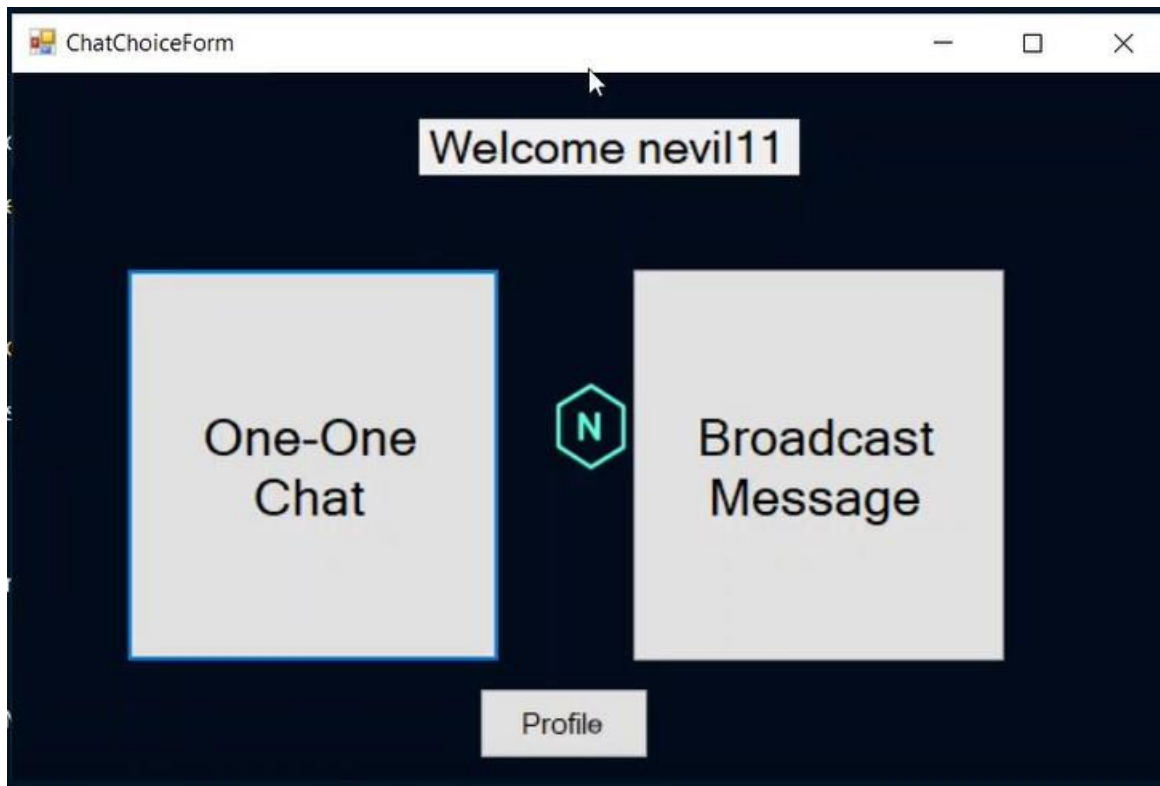 ChatChoiceForm
Welcome nevil11
One-One
Chat
N
Broadcast
Message
Profile